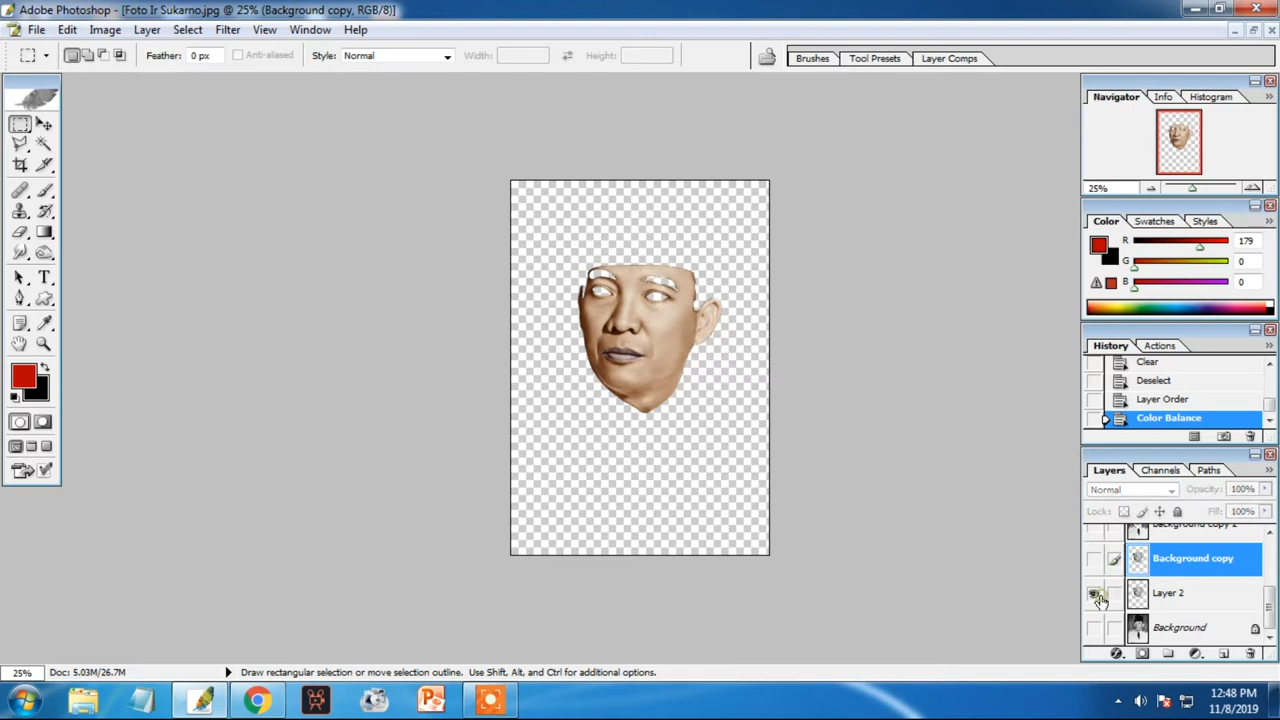 Adobe Photoshop - [Foto Ir Sukarno.jpg @ 25% (Background copy, RGB/8)]
File Edit Image Layer Select Filter View Window Help
Feather: 0 px Anti-aliased Style: Normal Width: Height: Brushes Tool Presets Layer Comps
Navigator Info Histogram
25%
Color Swatches Styles
R 179
G 0
B 0
History Actions
Clear
Deselect
Layer Order
Color Balance
Layers Channels Paths
Normal Opacity: 100%
Lock: Fill: 100%
Background copy 2
Background copy
Layer 2
Background
25% Doc: 5.03M/26.7M Draw rectangular selection or move selection outline. Use Shift, Alt, and Ctrl for additional options.
12:48 PM
11/8/2019